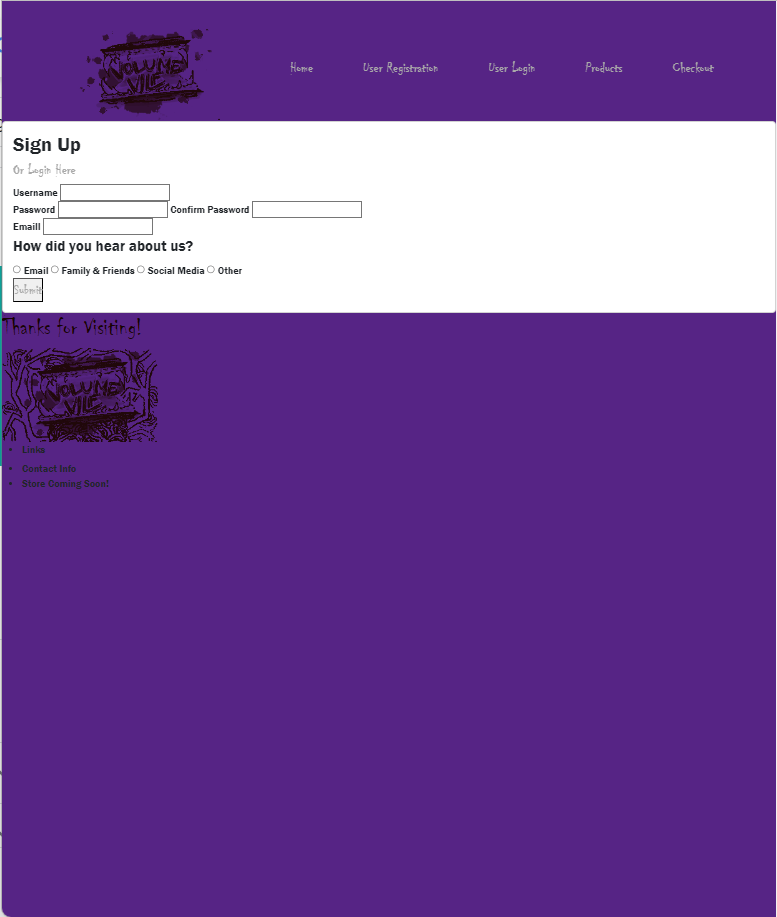 VOLUME
VILE
Home User Registration User Login Products Checkout
Sign Up
Or Login Here
Username
Password Confirm Password
Emaill
How did you hear about us?
Email Family & Friends Social Media Other
Submit
Thanks for Visiting!
VOLUME
VILE
Links
Contact Info
Store Coming Soon!